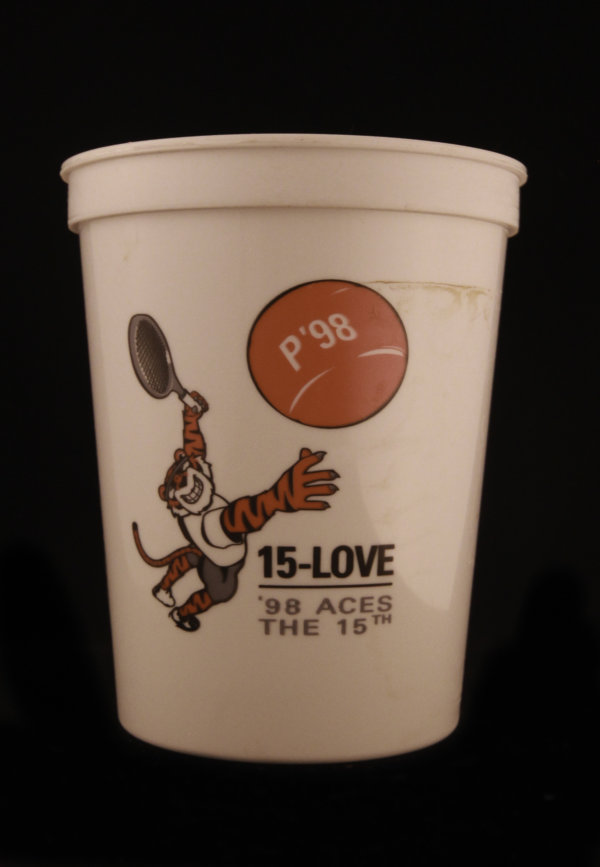 P'98
15-LOVE
'98 ACES
THE 15TH